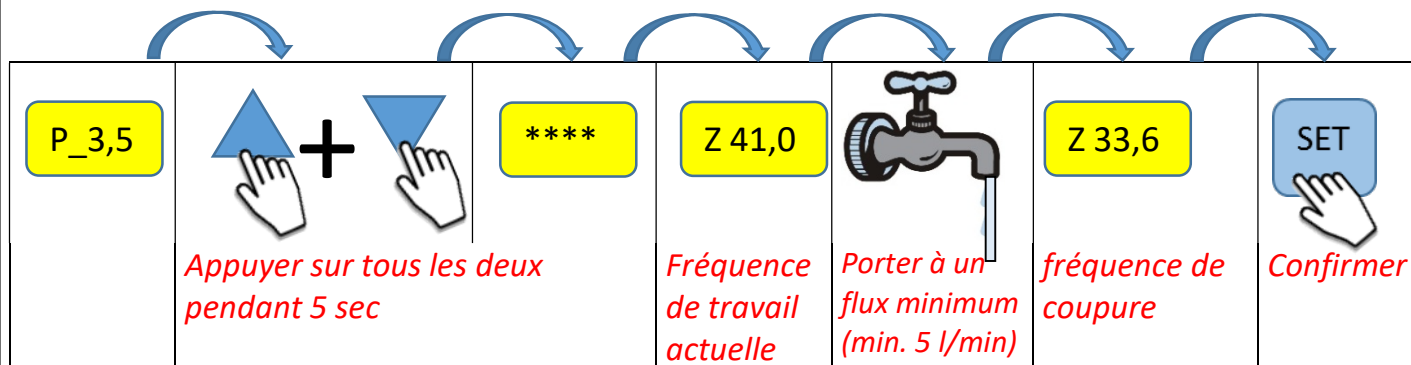 P_3,5
+
****
Z 41,0
Z 33,6
SET
Appuyer sur tous les deux
pendant 5 sec
Fréquence
de travail
actuelle
Porter à un
flux minimum
(min. 5 l/min)
fréquence de
coupure
Confirmer